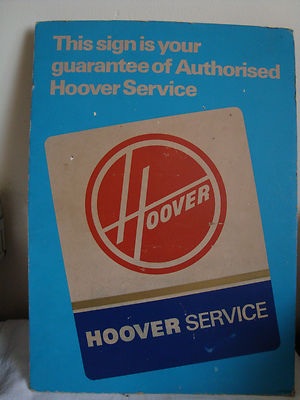 This sign is your
guarantee of Authorised
Hoover Service
HOOVER
HOOVER SERVICE